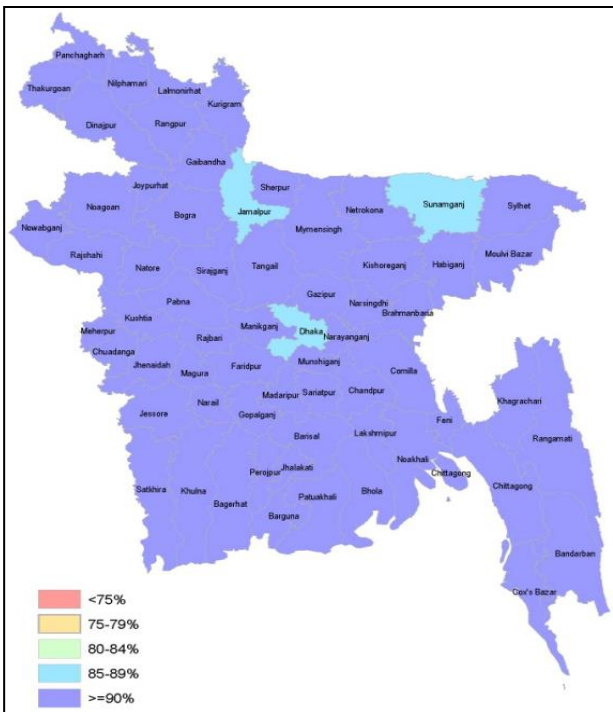 Panchagharh
Thakurgoan
Nilphamari
Lalmonirhat
Kurigram
Dinajpur
Rangpur
Gaibandha
Joypurhat
Sherpur
Noagoan
Bogra
Jamalpur
Netrokona
Sunamganj
Sylhet
Nowabganj
Mymensingh
Rajshahi
Moulvi Bazar
Natore
Sirajganj
Tangail
Kishoreganj
Habiganj
Gazipur
Pabna
Narsingdhi
Brahmanbaria
Kushtia
Meherpur
Manikganj
Dhaka
Narayanganj
Rajbari
Chuadanga
Jhenaidah
Faridpur
Munshiganj
Magura
Comilla
Madaripur
Sariatpur
Chandpur
Khagrachari
Narail
Jessore
Gopalganj
Feni
Barisal
Lakshmipur
Rangamati
Noakhali
Perojpur
Jhalakati
Chittagong
Satkhira
Khulna
Bhola
Chittagong
Patuakhali
Bagerhat
Barguna
Bandarban
Cox's Bazar
<75%
75-79%
80-84%
85-89%
>=90%